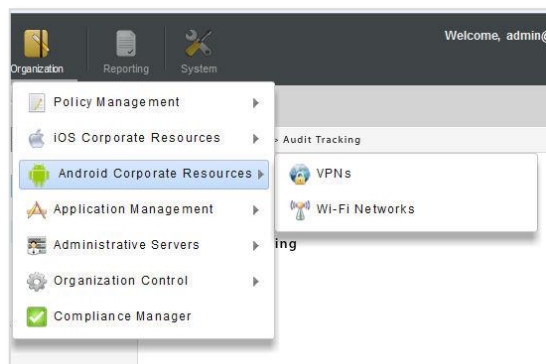 Welcome, admin@
Organization
Reporting
System
Policy Management
iOS Corporate Resources
> Audit Tracking
Android Corporate Resources
VPNs
Application Management
Wi-Fi Networks
Administrative Servers
ing
Organization Control
Compliance Manager